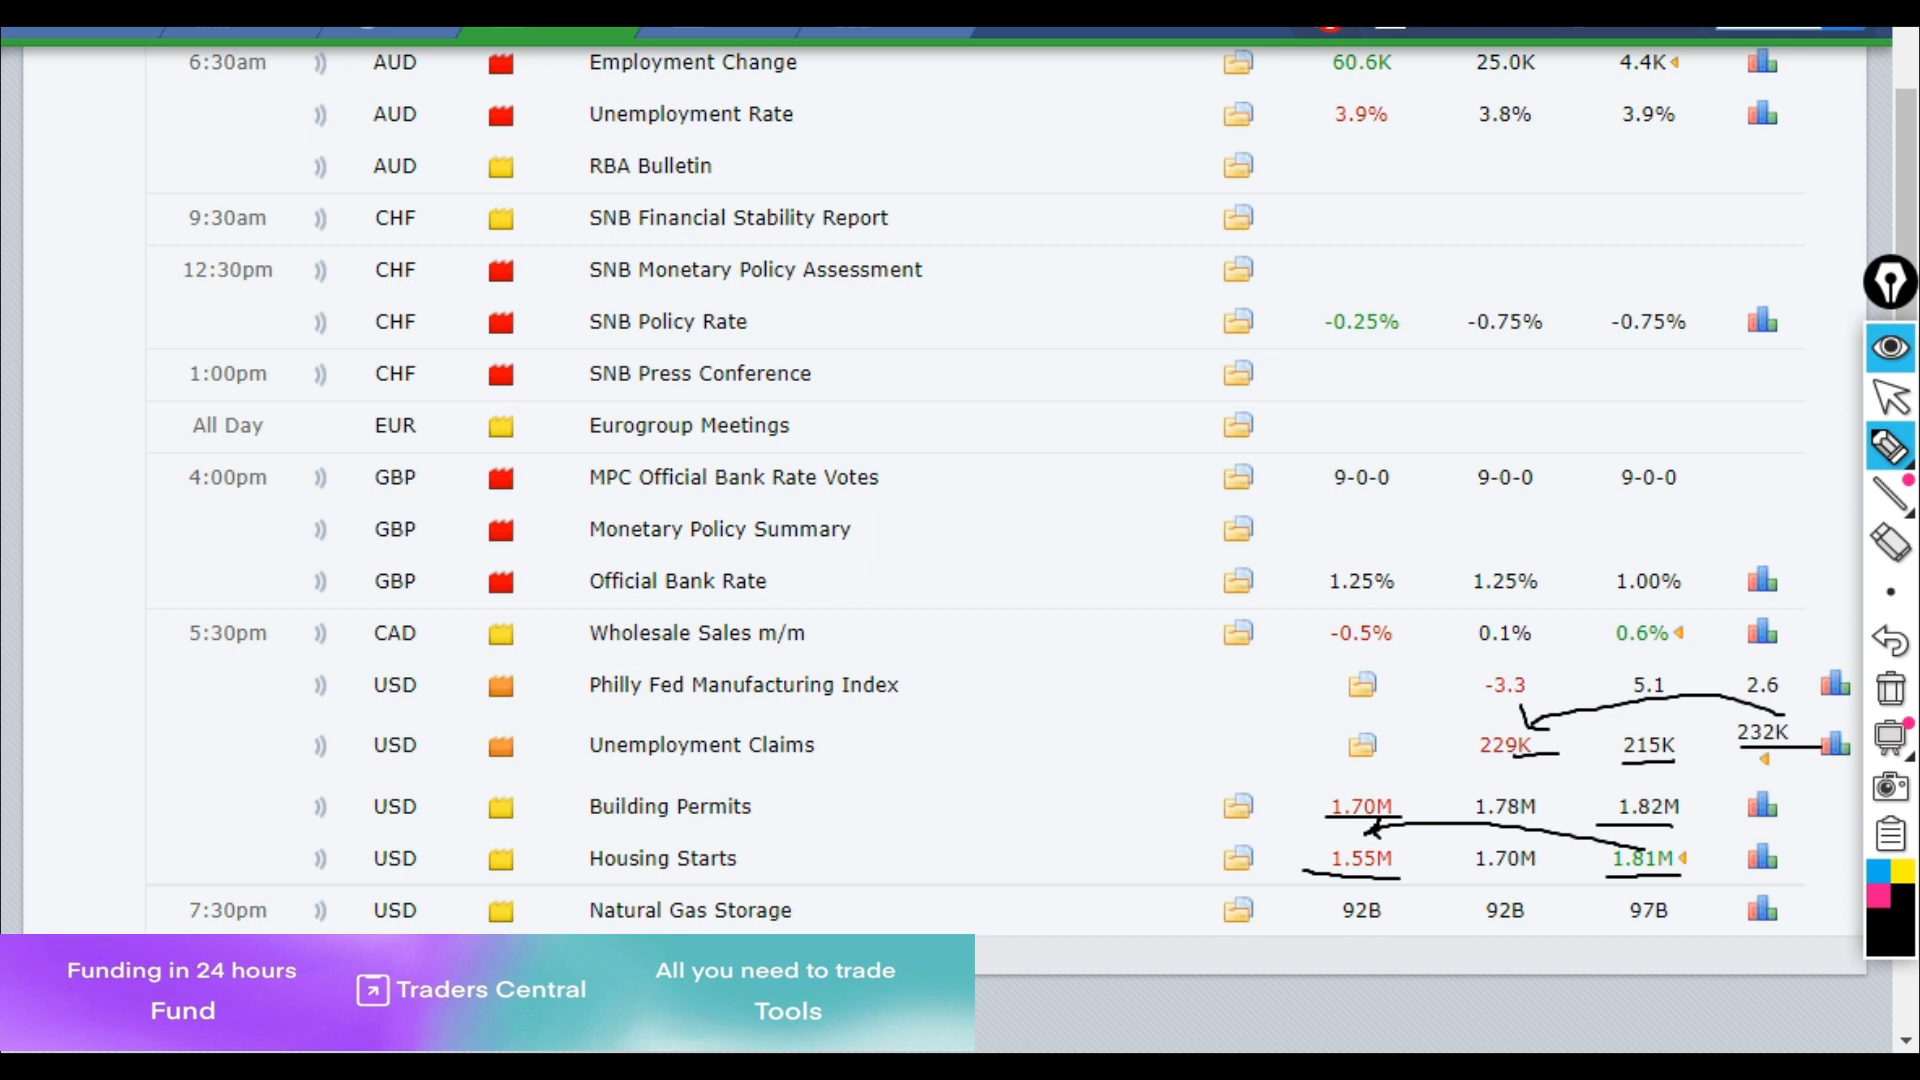 6:30am AUD Employment Change 60.6K 25.0K 4.4K
AUD Unemployment Rate 3.9% 3.8% 3.9%
AUD RBA Bulletin
9:30am CHF SNB Financial Stability Report
12:30pm CHF SNB Monetary Policy Assessment
CHF SNB Policy Rate -0.25% -0.75% -0.75%
1:00pm CHF SNB Press Conference
All Day EUR Eurogroup Meetings
4:00pm GBP MPC Official Bank Rate Votes 9-0-0 9-0-0 9-0-0
GBP Monetary Policy Summary
GBP Official Bank Rate 1.25% 1.25% 1.00%
5:30pm CAD Wholesale Sales m/m -0.5% 0.1% 0.6%
USD Philly Fed Manufacturing Index -3.3 5.1 2.6
USD Unemployment Claims 229K 215K 232K
USD Building Permits 1.70M 1.78M 1.82M
USD Housing Starts 1.55M 1.70M 1.81M
7:30pm USD Natural Gas Storage 92B 92B 97B
Funding in 24 hours
Fund
Traders Central
All you need to trade
Tools